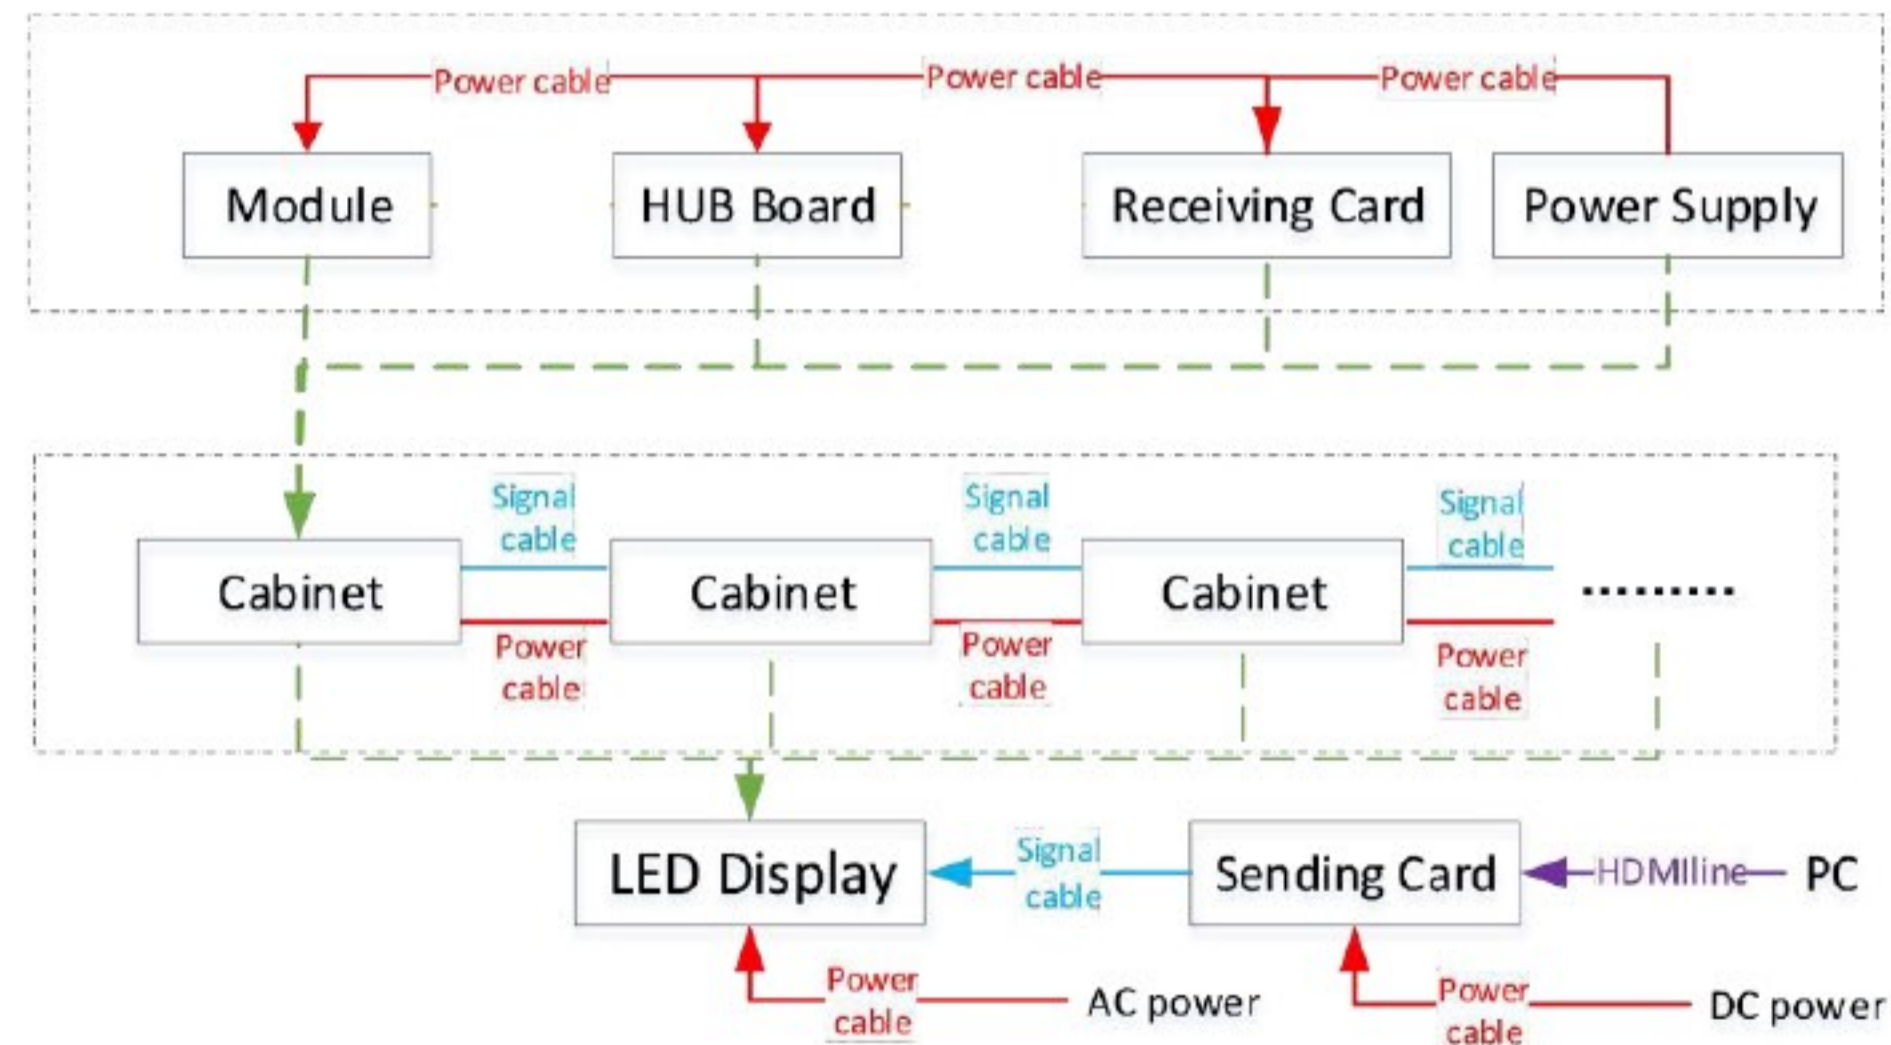 Power cable
Power cable
Power cable
Module
HUB Board
Receiving Card
Power Supply
Signal
cable
Signal
cable
Signal
cable
Cabinet
Cabinet
Cabinet
.........
Power
cable
Power
cable
Power
cable
LED Display
Signal
cable
Sending Card
HDMIline
PC
Power
cable
AC power
Power
cable
DC power